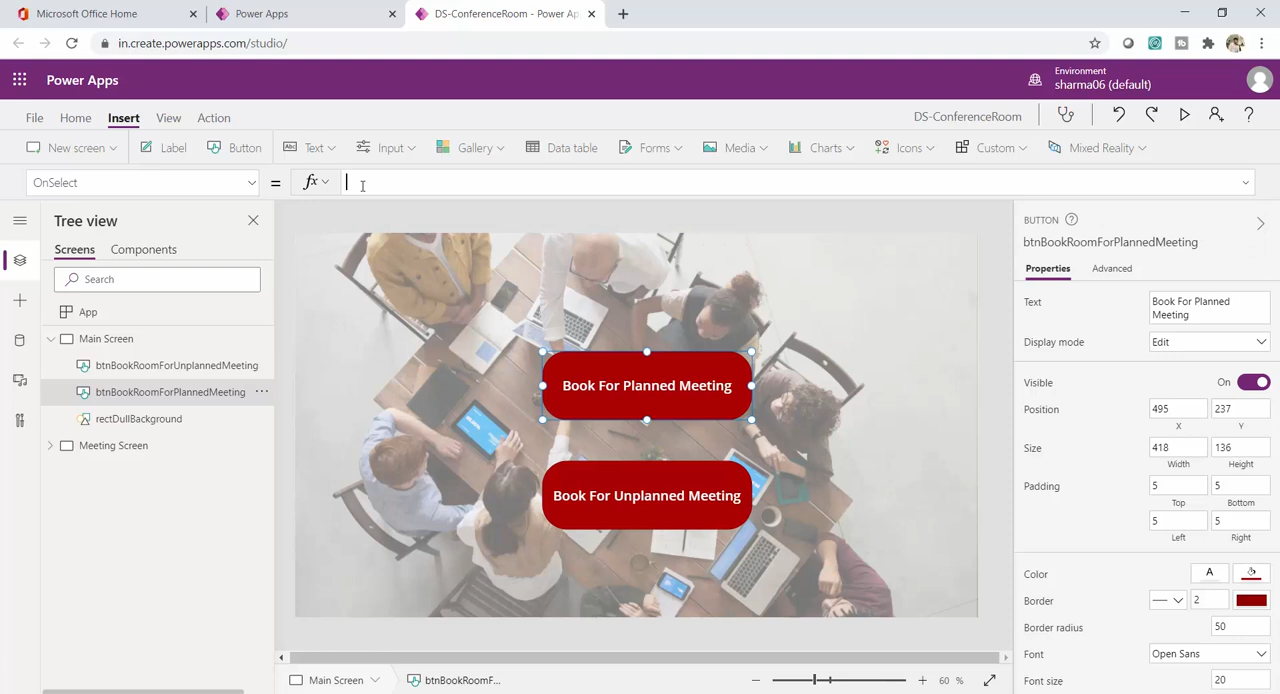 Microsoft Office Home
Power Apps
DS-ConferenceRoom - Power Ap
in.create.powerapps.com/studio/
Power Apps
Environment
sharma06 (default)
File Home Insert View Action
DS-ConferenceRoom
New screen Label Button Text Input Gallery Data table Forms Media Charts Icons Custom Mixed Reality
OnSelect = fx
Tree view
Screens Components
Search
App
Main Screen
btnBookRoomForUnplannedMeeting
btnBookRoomForPlannedMeeting ...
rectDullBackground
Meeting Screen
Book For Planned Meeting
Book For Unplanned Meeting
BUTTON
btnBookRoomForPlannedMeeting
Properties Advanced
Text Book For Planned
Meeting
Display mode Edit
Visible On
Position 495 237
X Y
Size 418 136
Width Height
Padding 5 5
Top Bottom
5 5
Left Right
Color A
Border 2
Border radius 50
Font Open Sans
Font size 20
Main Screen btnBookRoomF... 60 %